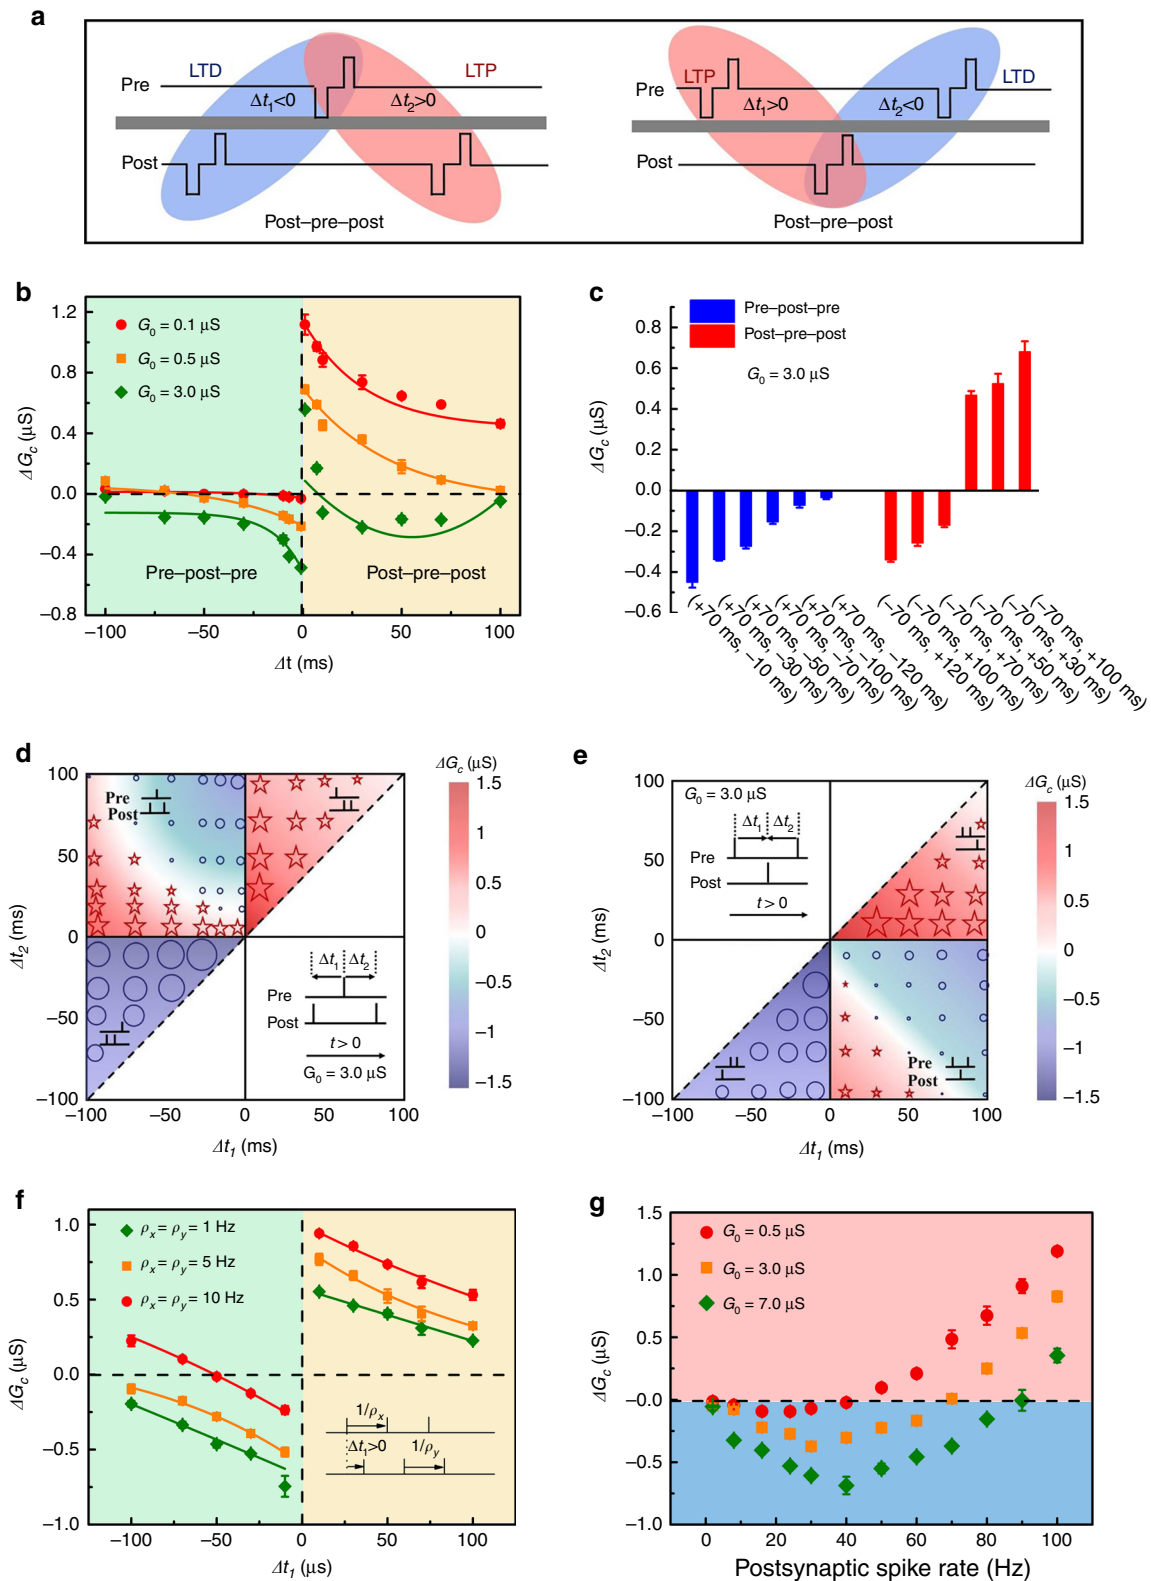 a
LTD
LTP
Pre
Δt1<0
Δt2>0
Post
Post–pre–post
LTP
LTD
Pre
Δt1>0
Δt2<0
Post
Post–pre–post
b
G0 = 0.1 µS
G0 = 0.5 µS
G0 = 3.0 µS
1.2
0.8
0.4
0.0
−0.4
−0.8
ΔGc (µS)
Pre–post–pre
Post–pre–post
−100
−50
0
50
100
Δt (ms)
c
Pre–post–pre
Post–pre–post
G0 = 3.0 µS
0.8
0.6
0.4
0.2
0.0
−0.2
−0.4
−0.6
ΔGc (µS)
(+70 ms, −10 ms)
(+70 ms, −30 ms)
(+70 ms, −50 ms)
(+70 ms, −70 ms)
(+70 ms, −100 ms)
(+70 ms, −120 ms)
(−70 ms, +120 ms)
(−70 ms, +100 ms)
(−70 ms, +70 ms)
(−70 ms, +50 ms)
(−70 ms, +30 ms)
(−70 ms, +100 ms)
d
100
50
0
−50
−100
Δt2 (ms)
Pre
Post
Δt1
Δt2
Pre
Post
t > 0
G0 = 3.0 µS
−100
−50
0
50
100
Δt1 (ms)
ΔGc (µS)
1.5
1
0.5
0
−0.5
−1
−1.5
e
100
50
0
−50
−100
Δt2 (ms)
G0 = 3.0 µS
Δt1
Δt2
Pre
Post
t > 0
Pre
Post
−100
−50
0
50
100
Δt1 (ms)
ΔGc (µS)
1.5
1
0.5
0
−0.5
−1
−1.5
f
ρx = ρy = 1 Hz
ρx = ρy = 5 Hz
ρx = ρy = 10 Hz
1.0
0.5
0.0
−0.5
−1.0
ΔGc (µS)
1/ρx
Δt1>0
1/ρy
−100
−50
0
50
100
Δt1 (µs)
g
G0 = 0.5 µS
G0 = 3.0 µS
G0 = 7.0 µS
1.5
1.0
0.5
−0.0
−0.5
−1.0
ΔGc (µS)
0
20
40
60
80
100
Postsynaptic spike rate (Hz)